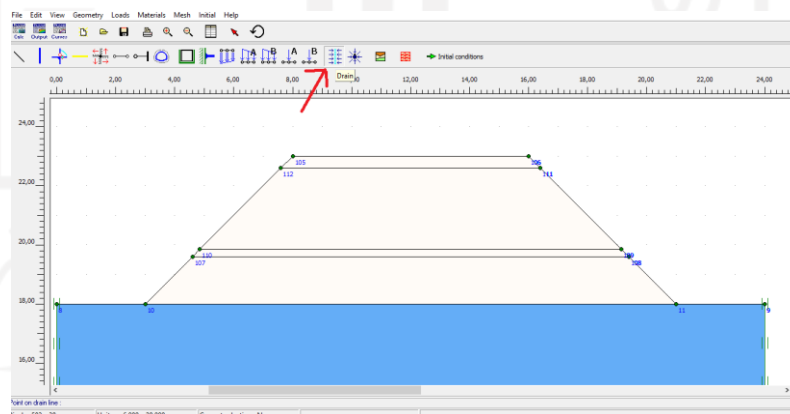 File Edit View Geometry Loads Materials Mesh Initial Help
Calc Output Curves
A B A B Initial conditions
Drain
0,00 2,00 4,00 6,00 8,00 12,00 14,00 16,00 18,00 20,00 22,00 24,00
24,00
105 106
112 111
22,00
20,00
110 109
107 108
18,00
8 10 11 9
16,00
Point on drain line :